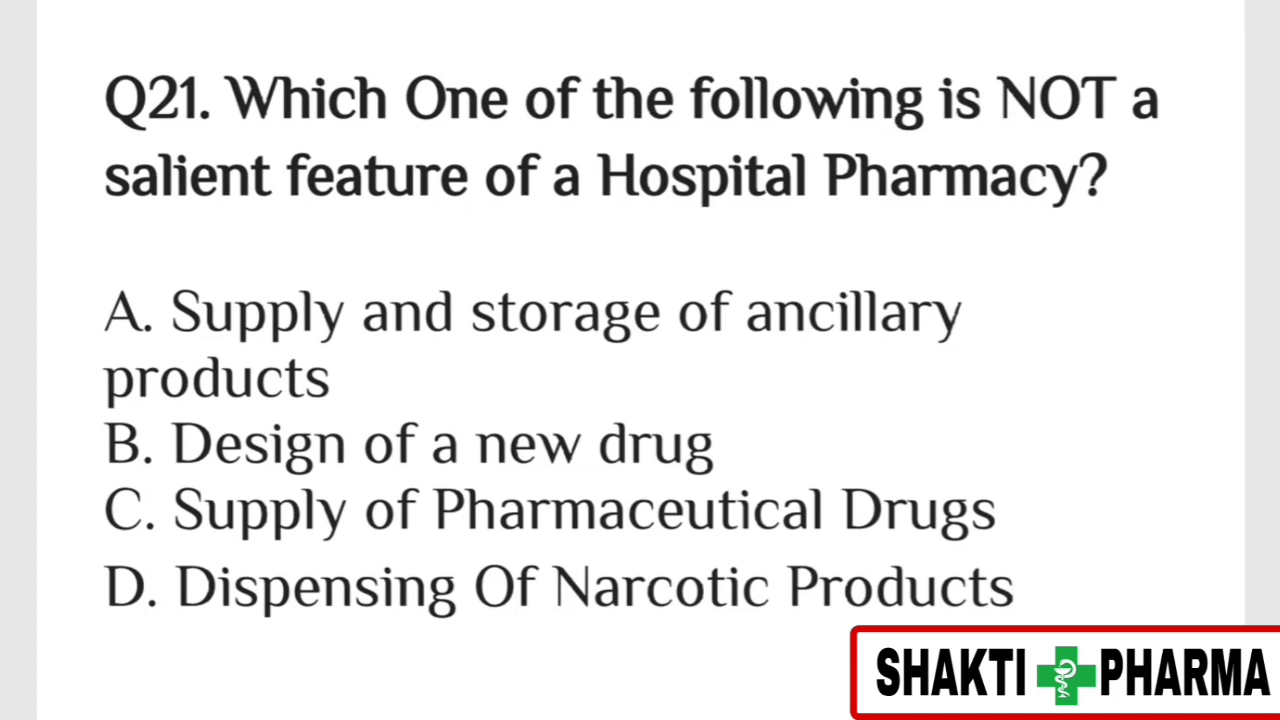 Q21. Which One of the following is NOT a
salient feature of a Hospital Pharmacy?
A. Supply and storage of ancillary
products
B. Design of a new drug
C. Supply of Pharmaceutical Drugs
D. Dispensing Of Narcotic Products
SHAKTI PHARMA